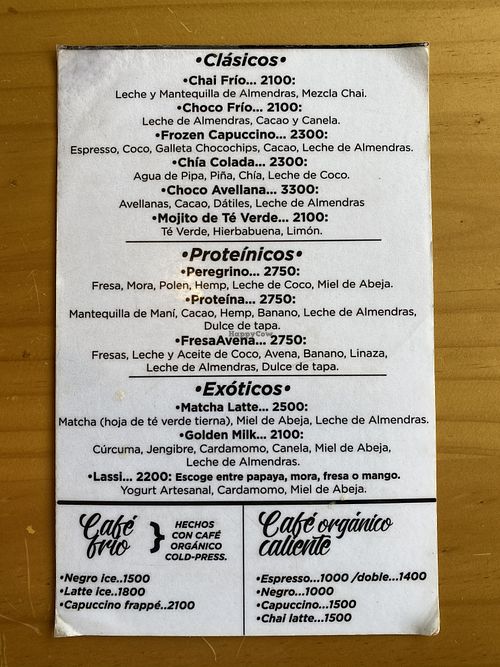 •Clásicos•
•Chai Frío... 2100:
Leche y Mantequilla de Almendras, Mezcla Chai.
•Choco Frío... 2100:
Leche de Almendras, Cacao y Canela.
•Frozen Capuccino... 2300:
Espresso, Coco, Galleta Chocochips, Cacao, Leche de Almendras.
•Chía Colada... 2300:
Agua de Pipa, Piña, Chía, Leche de Coco.
•Choco Avellana... 3300:
Avellanas, Cacao, Dátiles, Leche de Almendras
•Mojito de Té Verde... 2100:
Té Verde, Hierbabuena, Limón.
•Proteínicos•
•Peregrino... 2750:
Fresa, Mora, Polen, Hemp, Leche de Coco, Miel de Abeja.
•Proteína... 2750:
Mantequilla de Maní, Cacao, Hemp, Banano, Leche de Almendras,
Dulce de tapa.
HappyCow
•FresaAvena... 2750:
Fresas, Leche y Aceite de Coco, Avena, Banano, Linaza,
Leche de Almendras, Dulce de tapa.
•Exóticos•
•Matcha Latte... 2500:
Matcha (hoja de té verde tierna), Miel de Abeja, Leche de Almendras.
•Golden Milk... 2100:
Cúrcuma, Jengibre, Cardamomo, Canela, Miel de Abeja,
Leche de Almendras.
•Lassi... 2200: Escoge entre papaya, mora, fresa o mango.
Yogurt Artesanal, Cardamomo, Miel de Abeja.
Café
frío
} HECHOS
CON CAFÉ
ORGÁNICO
COLD-PRESS.
•Negro ice..1500
•Latte ice..1800
•Capuccino frappé..2100
Café orgánico
caliente
•Espresso...1000 /doble...1400
•Negro...1000
•Capuccino...1500
•Chai latte...1500